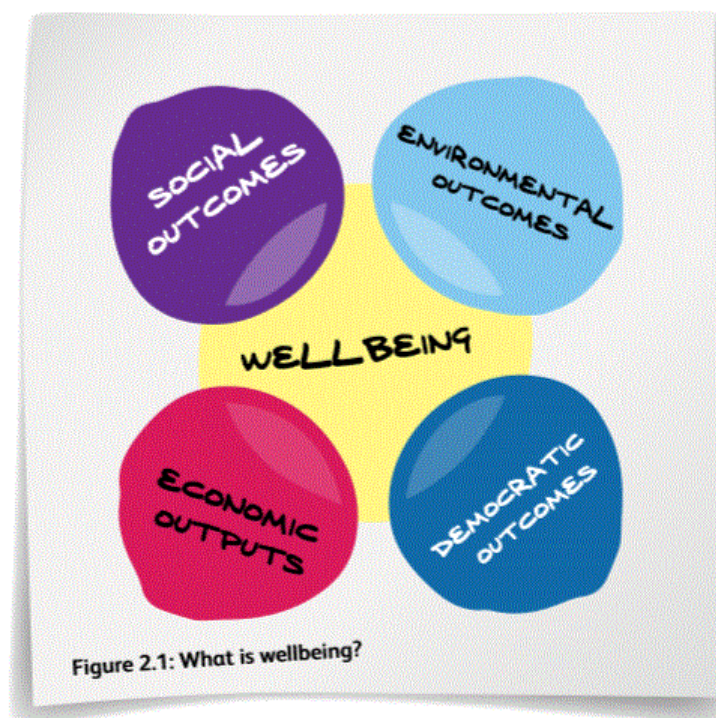 SOCIAL
OUTCOMES
ENVIRONMENTAL
OUTCOMES
WELLBEING
ECONOMIC
OUTPUTS
DEMOCRATIC
OUTCOMES
Figure 2.1: What is wellbeing?